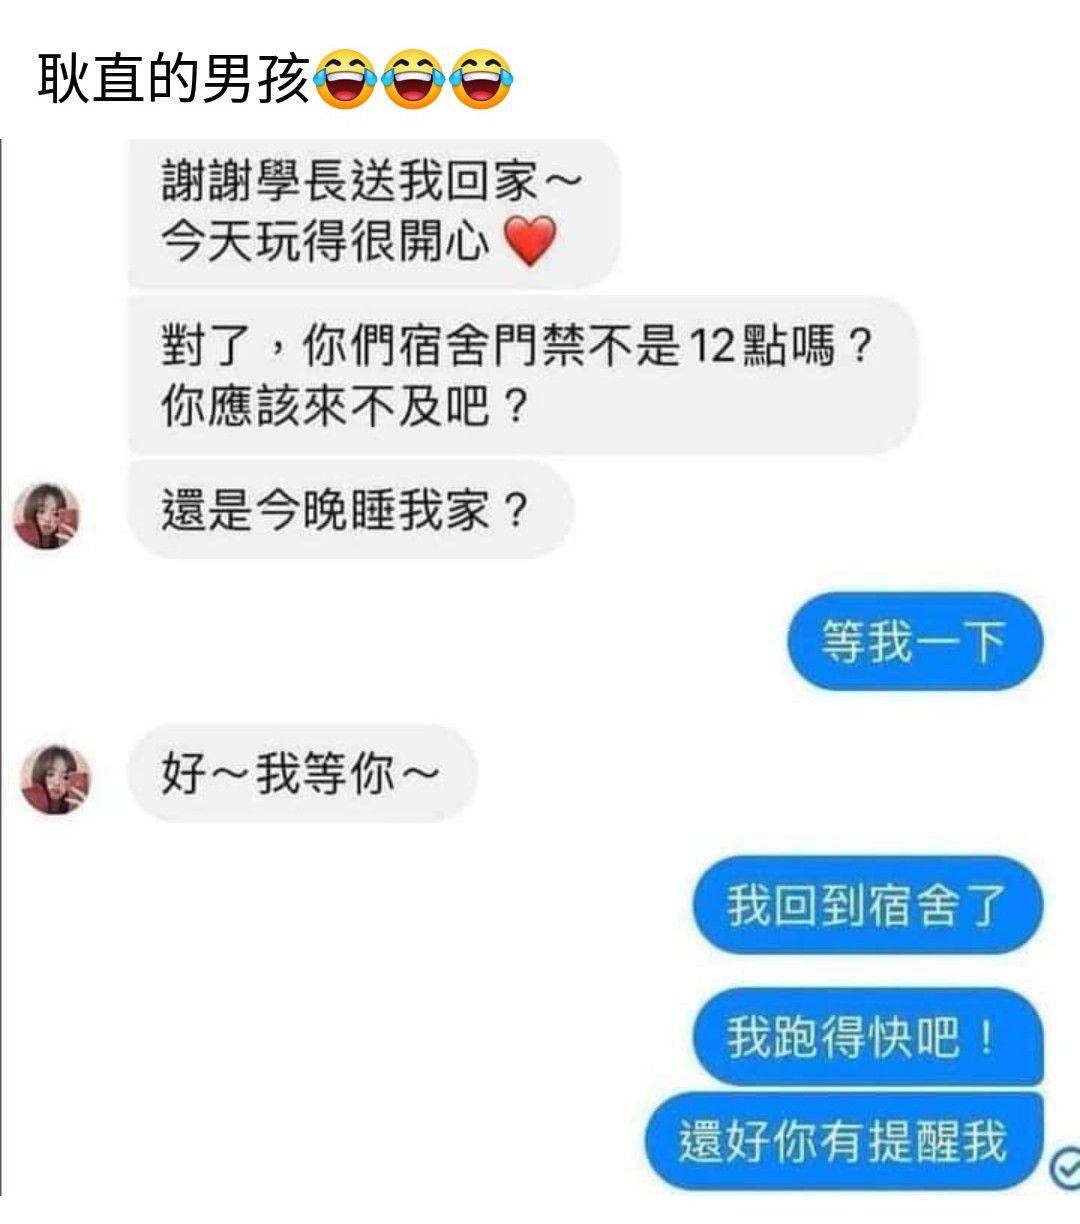 耿直的男孩😂😂😂
謝謝學長送我回家～
今天玩得很開心❤️
對了，你們宿舍門禁不是12點嗎？
你應該來不及吧？
還是今晚睡我家？
等我一下
好～我等你～
我回到宿舍了
我跑得快吧！
還好你有提醒我